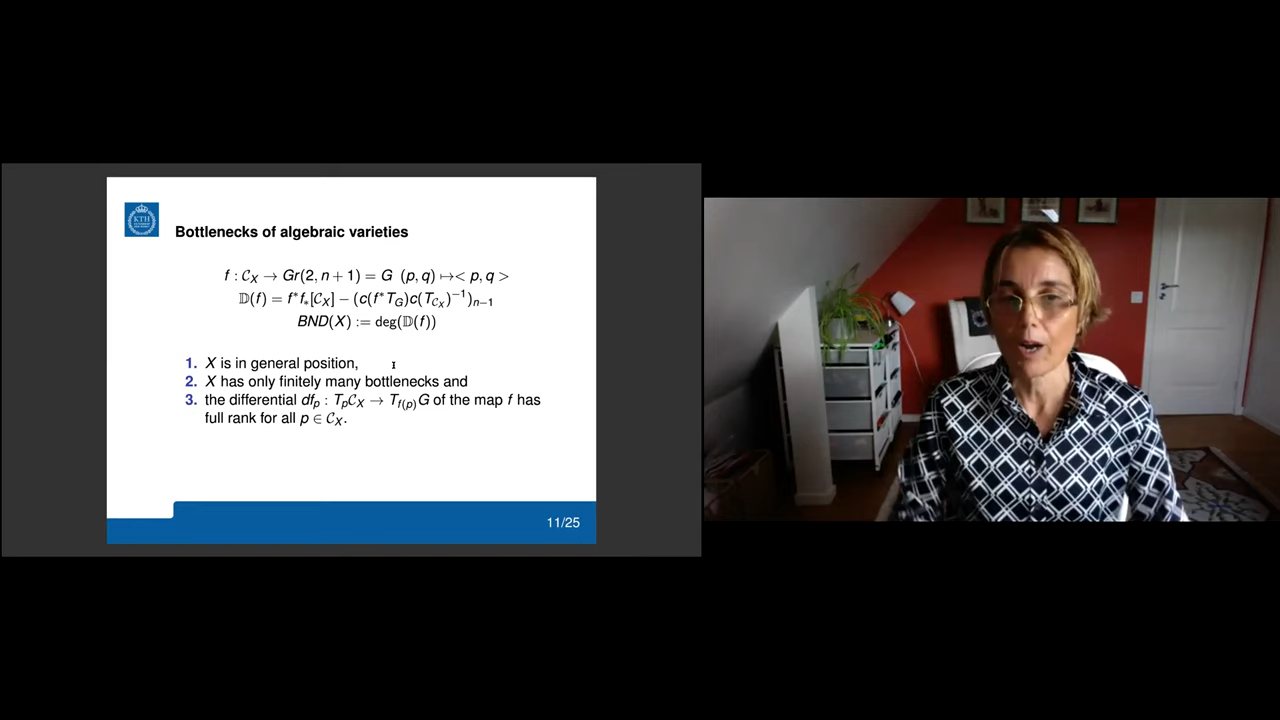 KTH
Bottlenecks of algebraic varieties
f : 𝒞_X → Gr(2, n + 1) = G (p, q) ↦< p, q >
𝔻(f) = f*f_*[𝒞_X] − (c(f*T_G)c(T_{𝒞_X})^{−1})_{n−1}
BND(X) := deg(𝔻(f))
1. X is in general position,
2. X has only finitely many bottlenecks and
3. the differential df_p : T_p𝒞_X → T_{f(p)}G of the map f has
full rank for all p ∈ 𝒞_X.
11/25